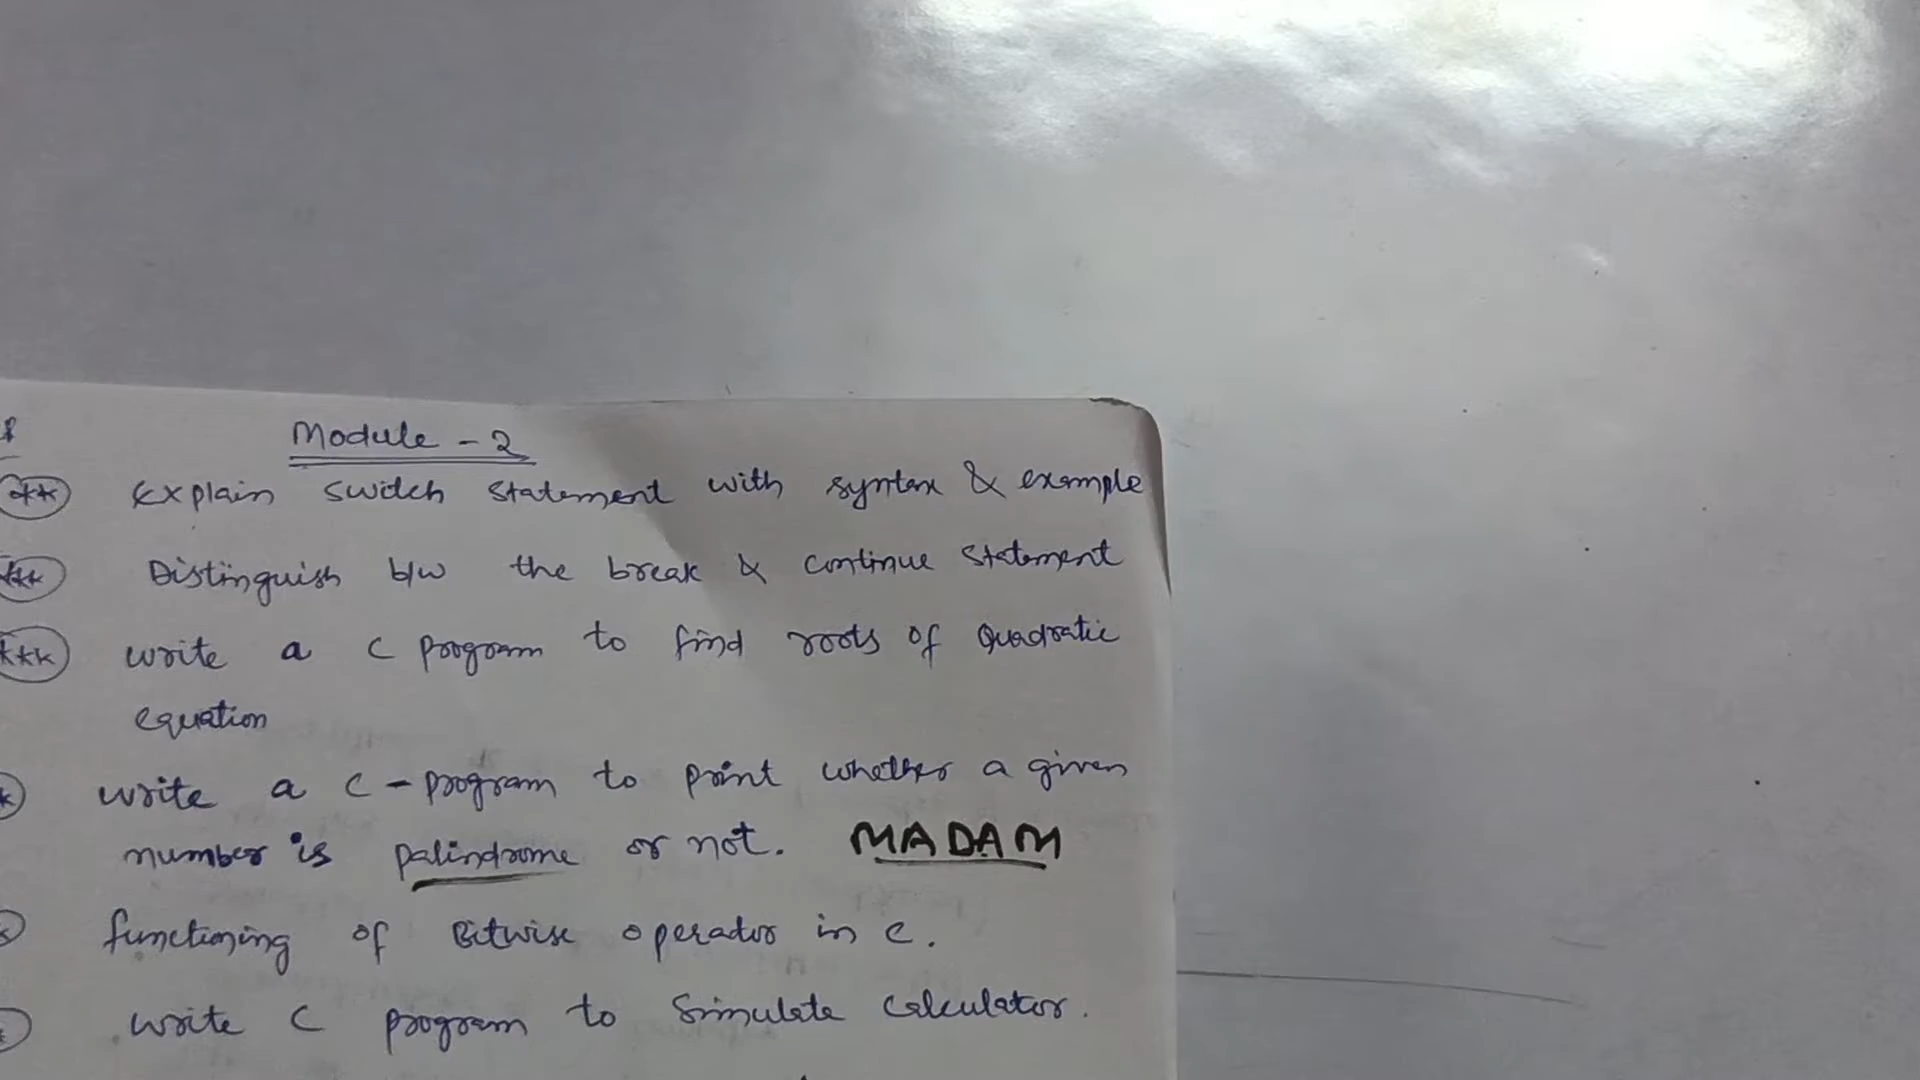 Module - 2
** Explain switch statement with syntax & example
** Distinguish b/w the break & continue statement
*** write a C program to find roots of Quadratic
equation
write a C - program to print whether a given
number is palindrome or not. MADAM
functioning of Bitwise operator in C.
write C program to Simulate Calculator.